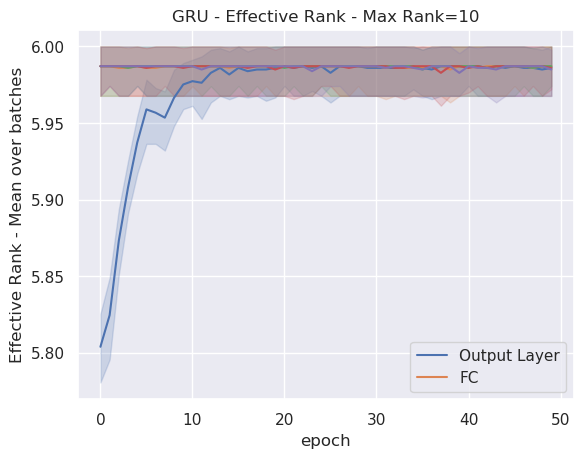 GRU - Effective Rank - Max Rank=10
Effective Rank - Mean over batches
6.00
5.95
5.90
5.85
5.80
0
10
20
30
40
50
epoch
Output Layer
FC